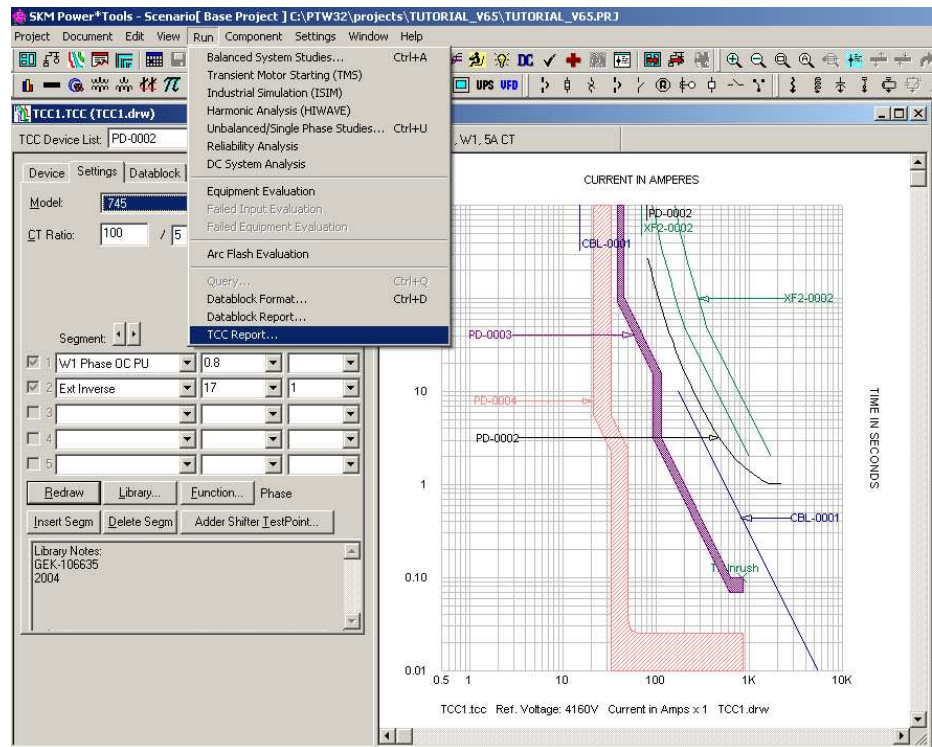 SKM Power*Tools - Scenario[ Base Project ] C:\PTW32\projects\TUTORIAL_V65\TUTORIAL_V65.PRJ
Project Document Edit View Run Component Settings Window Help
Balanced System Studies... Ctrl+A
Transient Motor Starting (TMS)
Industrial Simulation (ISIM)
Harmonic Analysis (HIWAVE)
Unbalanced/Single Phase Studies... Ctrl+U
Reliability Analysis
DC System Analysis
Equipment Evaluation
Failed Input Evaluation
Failed Equipment Evaluation
Arc Flash Evaluation
Query... Ctrl+Q
Datablock Format... Ctrl+D
Datablock Report...
TCC Report...
DC
UPS VFD
TCC1.TCC (TCC1.drw)
TCC Device List: PD-0002
, W1, 5A CT
Device Settings Datablock
Model: 745
CT Ratio: 100 / 5
Segment:
1 W1 Phase OC PU 0.8
2 Ext Inverse 17 1
3
4
5
Redraw Library... Function... Phase
Insert Segm Delete Segm Adder Shifter TestPoint...
Library Notes:
GEK-106635
2004
CURRENT IN AMPERES
PD-0002
XF2-0002
CBL-0001
XF2-0002
PD-0003
10
PD-0004
PD-0002
1
CBL-0001
0.10
Inrush
0.01
0.5 1 10 100 1K 10K
TIME IN SECONDS
TCC1.tcc Ref. Voltage: 4160V Current in Amps x 1 TCC1.drw